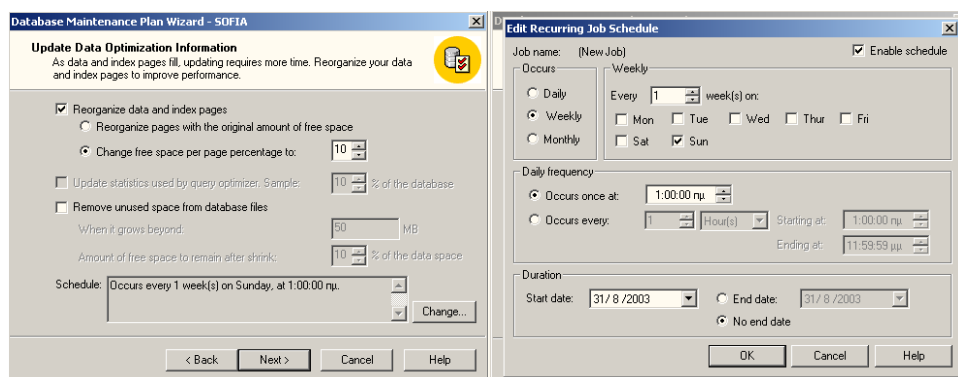 Database Maintenance Plan Wizard - SOFIA
Update Data Optimization Information
As data and index pages fill, updating requires more time. Reorganize your data
and index pages to improve performance.
Reorganize data and index pages
Reorganize pages with the original amount of free space
Change free space per page percentage to: 10
Update statistics used by query optimizer. Sample: 10 % of the database
Remove unused space from database files
When it grows beyond: 50 MB
Amount of free space to remain after shrink: 10 % of the data space
Schedule: Occurs every 1 week(s) on Sunday, at 1:00:00 πμ.
Change...
< Back Next > Cancel Help
Edit Recurring Job Schedule
Job name: (New Job) Enable schedule
Occurs Weekly
Daily Every 1 week(s) on:
Weekly Mon Tue Wed Thur Fri
Monthly Sat Sun
Daily frequency
Occurs once at: 1:00:00 πμ
Occurs every: 1 Hour(s) Starting at: 1:00:00 πμ
Ending at: 11:59:59 μμ
Duration
Start date: 31/ 8 /2003 End date: 31/ 8 /2003
No end date
OK Cancel Help